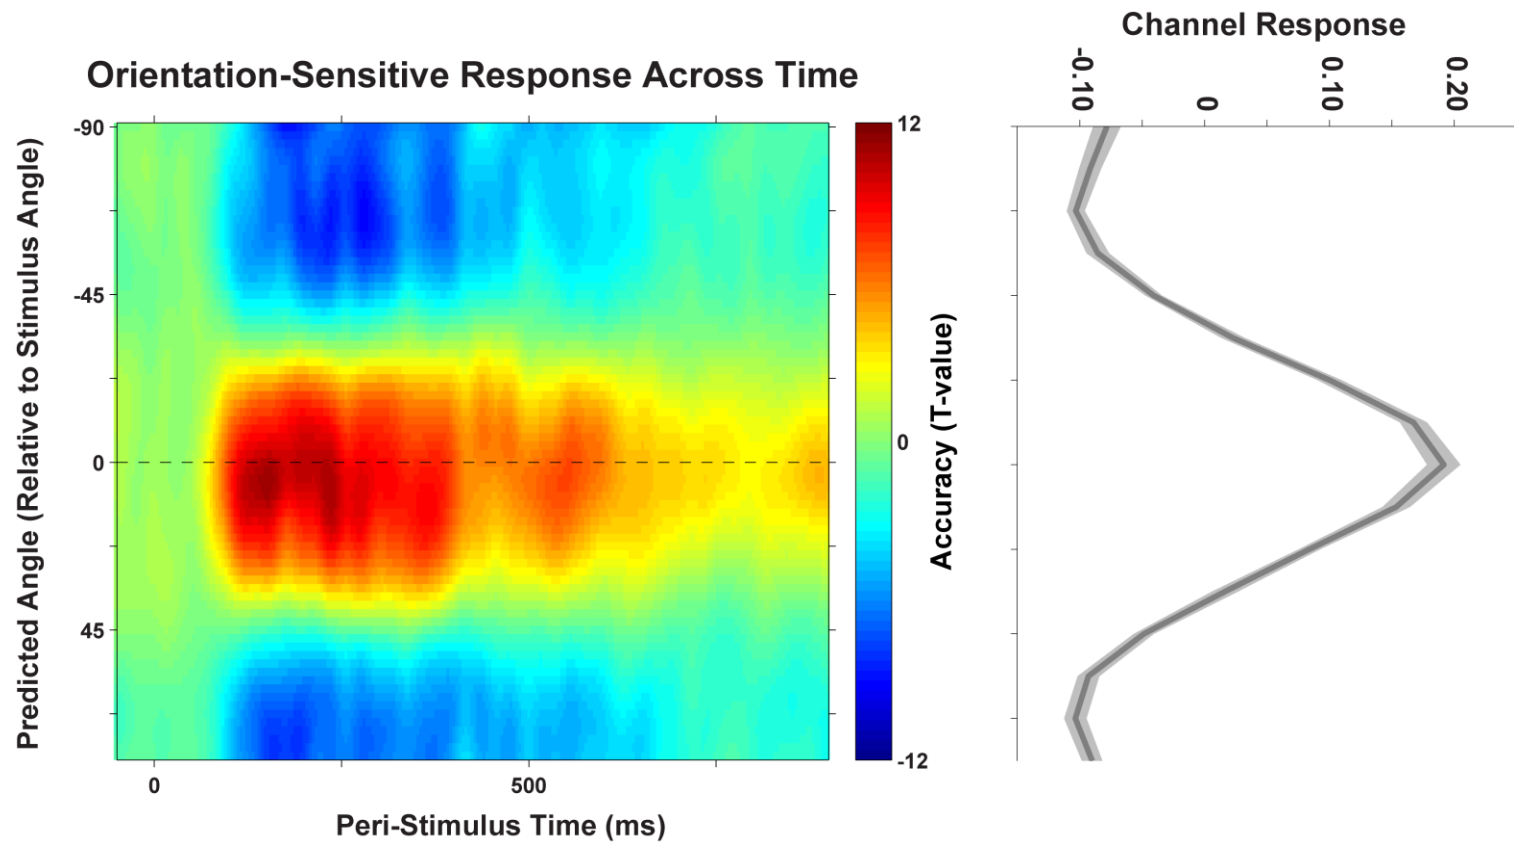 Channel Response
-0.10
0
0.10
0.20
Orientation-Sensitive Response Across Time
Predicted Angle (Relative to Stimulus Angle)
-90
-45
0
45
0
500
Peri-Stimulus Time (ms)
12
0
-12
Accuracy (T-value)